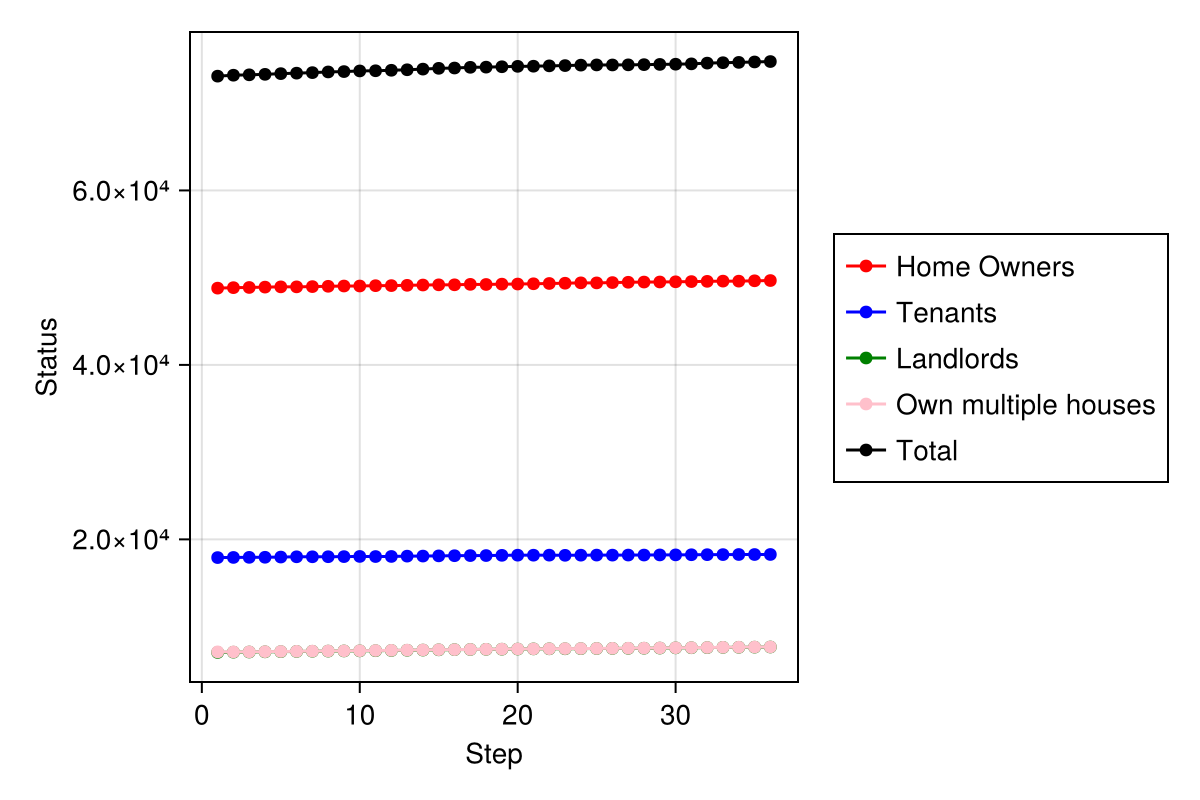 6.0×10⁴
4.0×10⁴
2.0×10⁴
Status
0 10 20 30
Step
Home Owners
Tenants
Landlords
Own multiple houses
Total